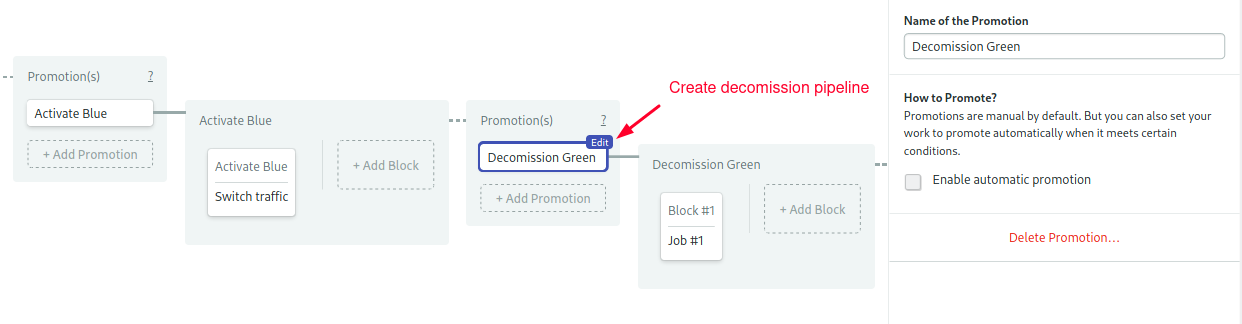 Promotion(s)
?
Activate Blue
+ Add Promotion
Activate Blue
Activate Blue
Switch traffic
+ Add Block
Promotion(s)
?
Edit
Decomission Green
+ Add Promotion
Create decomission pipeline
Decomission Green
Block #1
Job #1
+ Add Block
Name of the Promotion
Decomission Green
How to Promote?
Promotions are manual by default. But you can also set your
work to promote automatically when it meets certain
conditions.
Enable automatic promotion
Delete Promotion...